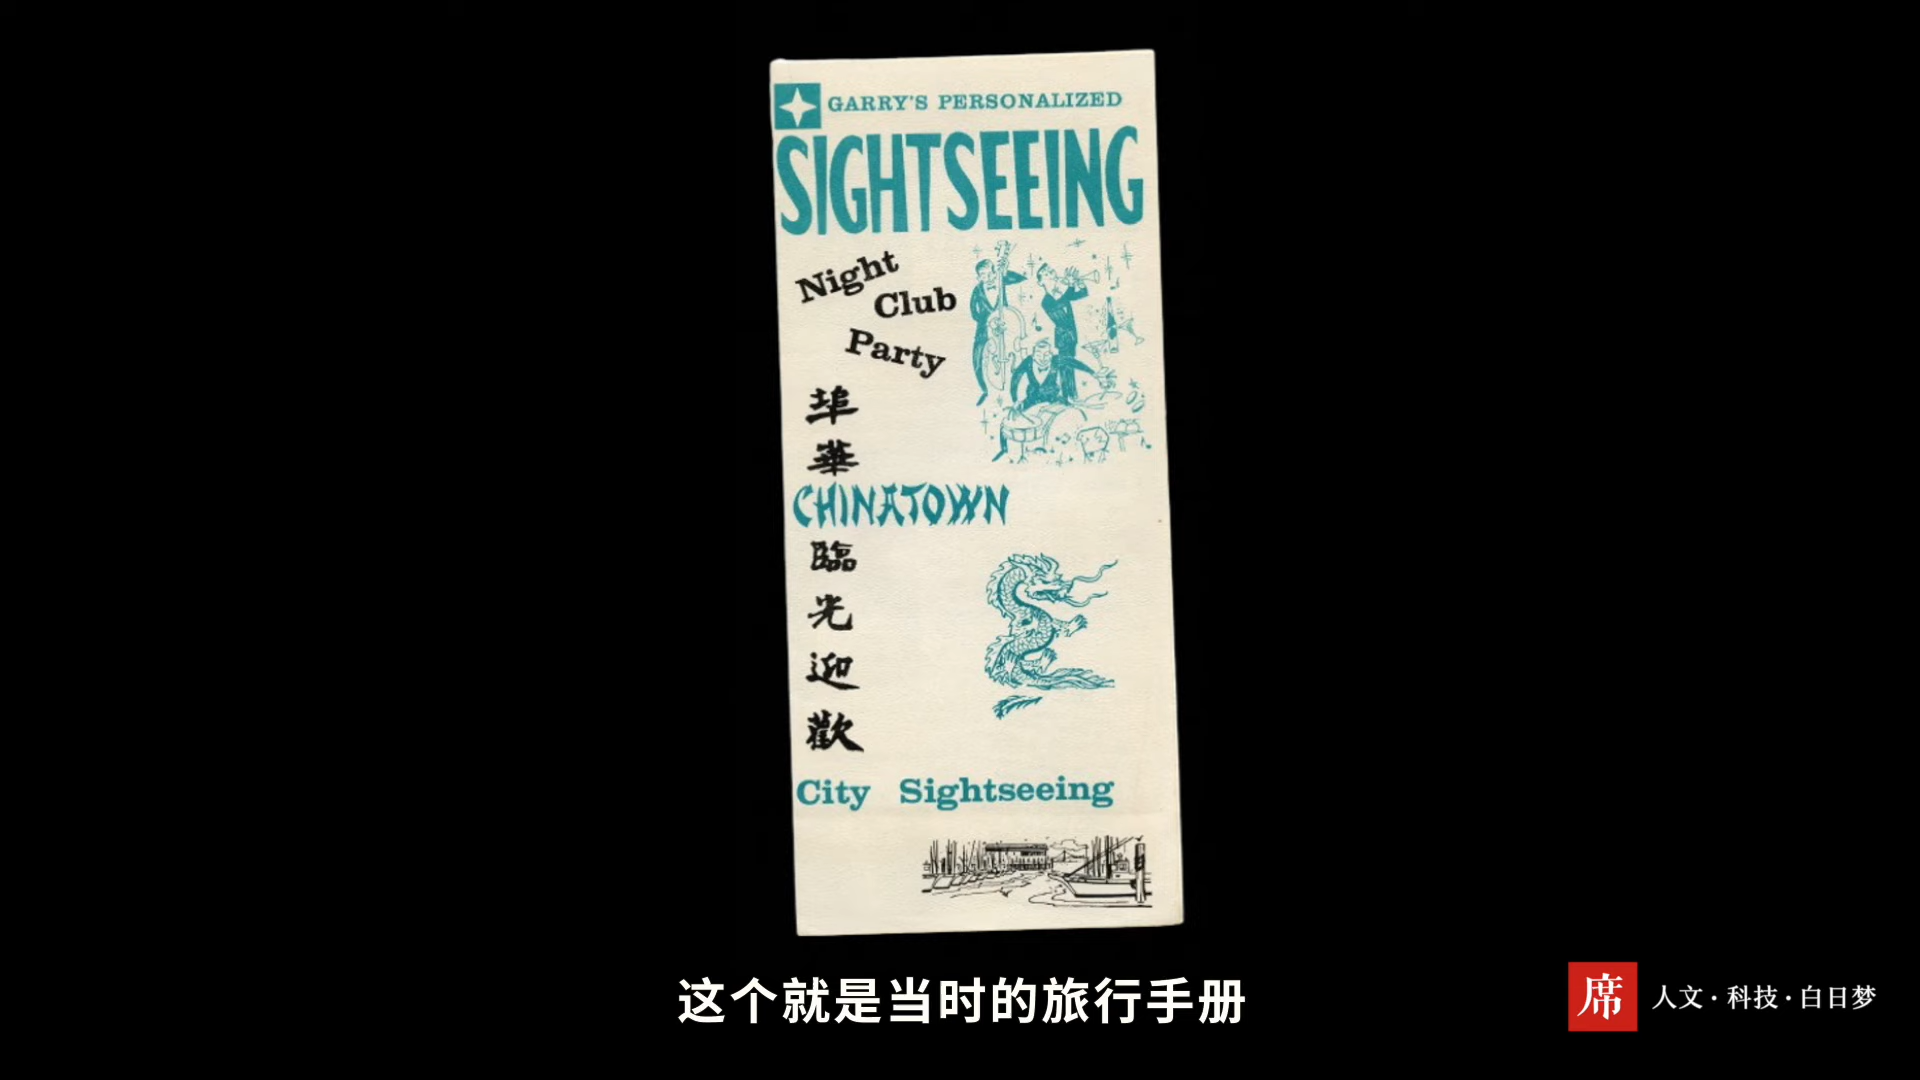 GARRY'S PERSONALIZED
SIGHTSEEING
Night
Club
Party
埠
華
CHINATOWN
臨
光
迎
歡
City Sightseeing
这个就是当时的旅行手册
席
人文·科技·白日梦